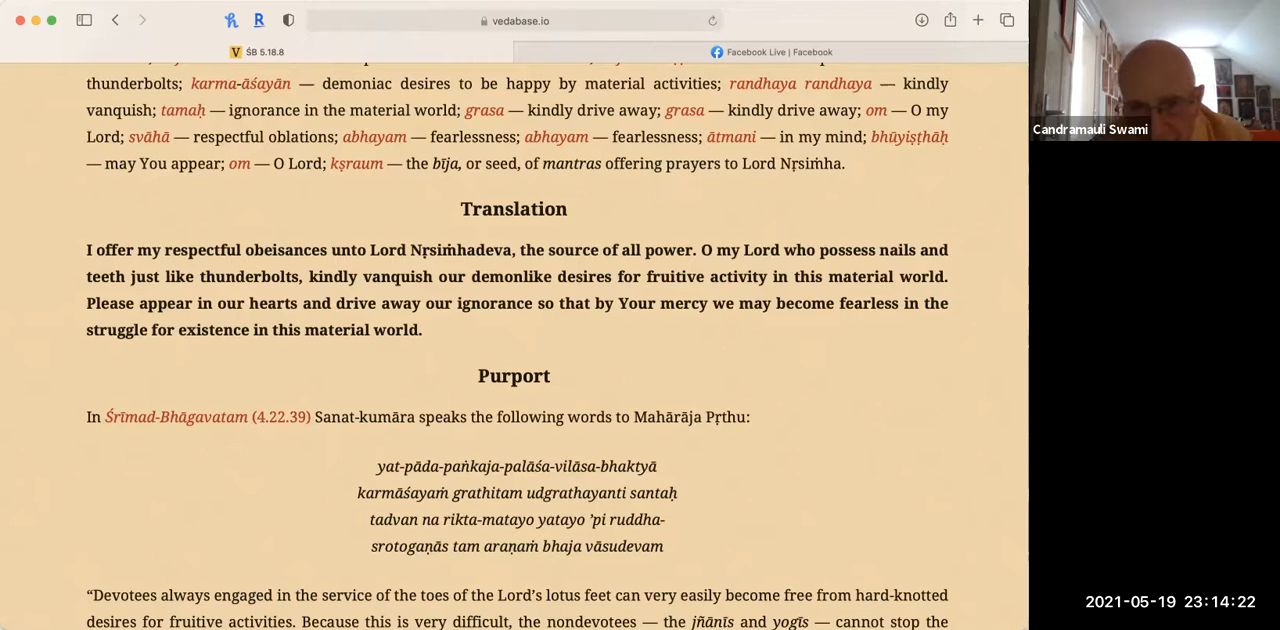 vedabase.io
ŚB 5.18.8
Facebook Live | Facebook
thunderbolts; karma-āśayān — demoniac desires to be happy by material activities; randhaya randhaya — kindly
vanquish; tamaḥ — ignorance in the material world; grasa — kindly drive away; grasa — kindly drive away; om — O my
Lord; svāhā — respectful oblations; abhayam — fearlessness; abhayam — fearlessness; ātmani — in my mind; bhūyiṣṭhāḥ
— may You appear; om — O Lord; kṣraum — the bīja, or seed, of mantras offering prayers to Lord Nṛsiṁha.
Translation
I offer my respectful obeisances unto Lord Nṛsiṁhadeva, the source of all power. O my Lord who possess nails and
teeth just like thunderbolts, kindly vanquish our demonlike desires for fruitive activity in this material world.
Please appear in our hearts and drive away our ignorance so that by Your mercy we may become fearless in the
struggle for existence in this material world.
Purport
In Śrīmad-Bhāgavatam (4.22.39) Sanat-kumāra speaks the following words to Mahārāja Pṛthu:
yat-pāda-paṅkaja-palāśa-vilāsa-bhaktyā
karmāśayaṁ grathitam udgrathayanti santaḥ
tadvan na rikta-matayo yatayo ’pi ruddha-
srotogaṇās tam araṇaṁ bhaja vāsudevam
“Devotees always engaged in the service of the toes of the Lord’s lotus feet can very easily become free from hard-knotted
desires for fruitive activities. Because this is very difficult, the nondevotees — the jñānīs and yogīs — cannot stop the
Candramauli Swami
2021-05-19 23:14:22